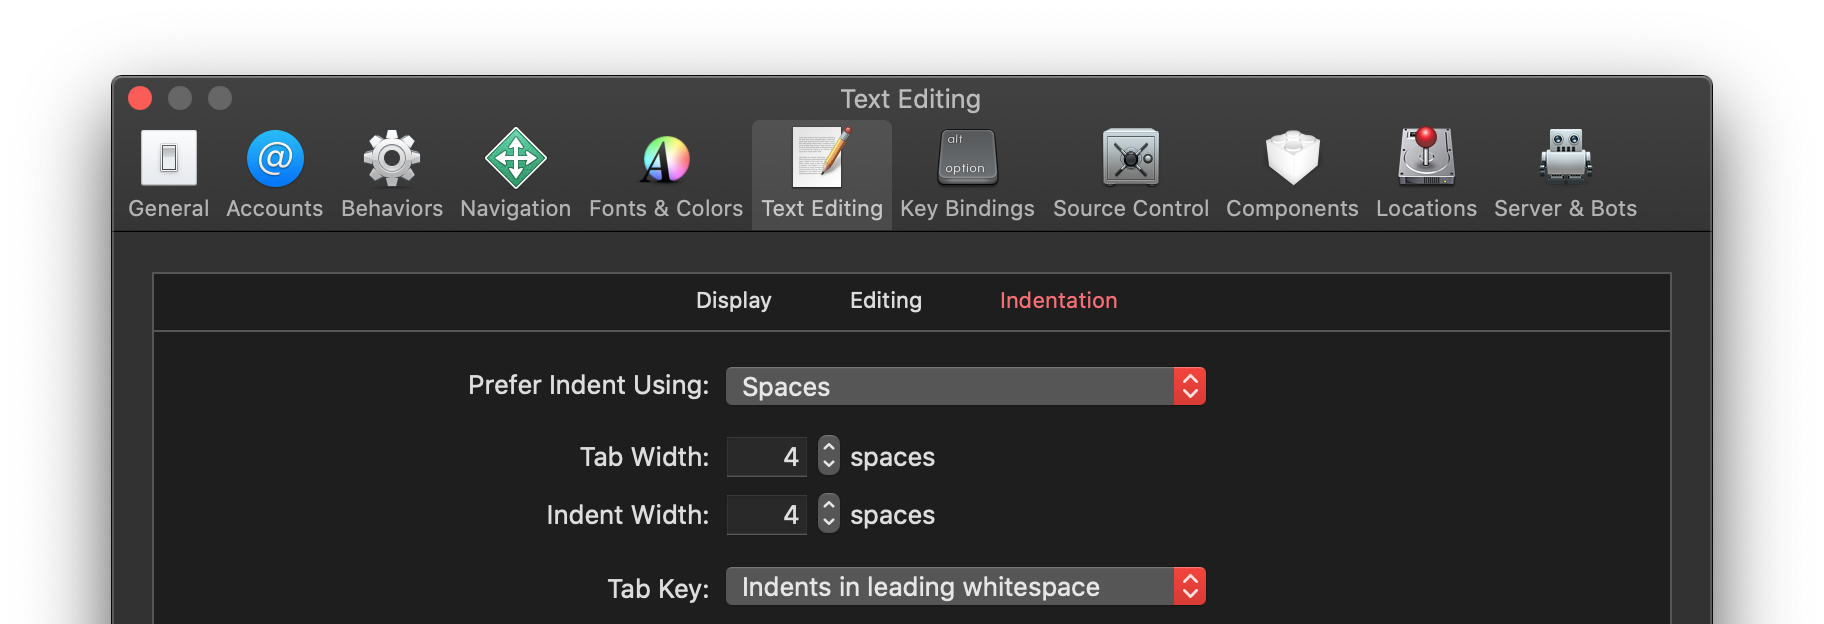 Text Editing
alt
option
General Accounts Behaviors Navigation Fonts & Colors Text Editing Key Bindings Source Control Components Locations Server & Bots
Display Editing Indentation
Prefer Indent Using: Spaces
Tab Width: 4 spaces
Indent Width: 4 spaces
Tab Key: Indents in leading whitespace